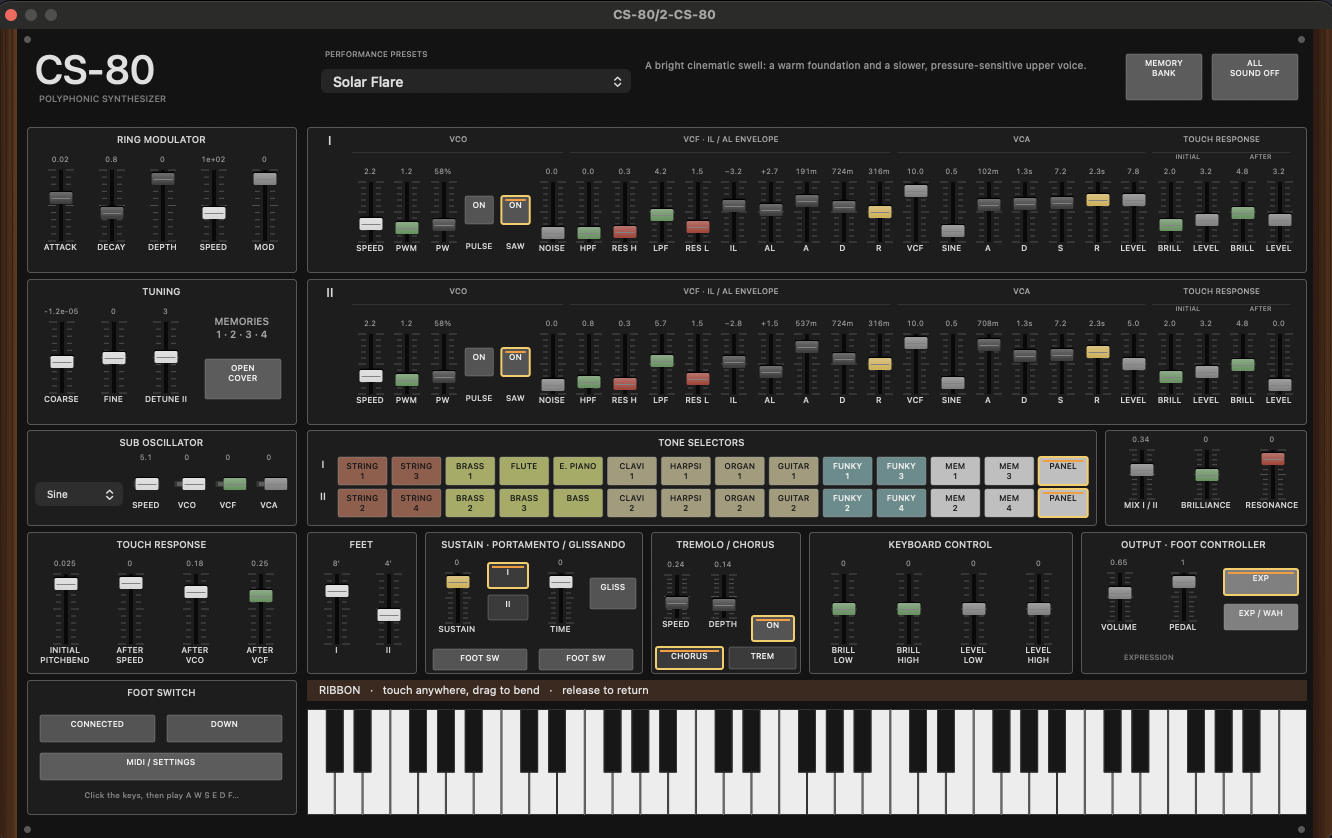 CS-80/2-CS-80
CS-80
POLYPHONIC SYNTHESIZER
PERFORMANCE PRESETS
Solar Flare
A bright cinematic swell: a warm foundation and a slower, pressure-sensitive upper voice.
MEMORY
BANK
ALL
SOUND OFF
RING MODULATOR
0.02 0.8 0 1e+02 0
ATTACK DECAY DEPTH SPEED MOD
I VCO VCF · IL / AL ENVELOPE VCA TOUCH RESPONSE
INITIAL AFTER
2.2 1.2 58% 0.0 0.8 0.3 4.2 1.5 −3.2 +2.7 191m 724m 316m 10.0 0.5 102m 1.3s 7.2 2.3s 7.8 2.0 3.2 4.8 3.2
ON ON
SPEED PWM PW PULSE SAW NOISE HPF RES H LPF RES L IL AL A D R VCF SINE A D S R LEVEL BRILL LEVEL BRILL LEVEL
TUNING
-1.2e-05 0 3
MEMORIES
1 · 2 · 3 · 4
OPEN
COVER
COARSE FINE DETUNE II
II VCO VCF · IL / AL ENVELOPE VCA TOUCH RESPONSE
INITIAL AFTER
2.2 1.2 58% 0.0 0.8 0.3 5.7 1.5 −2.8 +1.5 537m 724m 316m 10.0 0.5 708m 1.3s 7.2 2.3s 5.0 2.0 3.2 4.8 0.0
ON ON
SPEED PWM PW PULSE SAW NOISE HPF RES H LPF RES L IL AL A D R VCF SINE A D S R LEVEL BRILL LEVEL BRILL LEVEL
SUB OSCILLATOR
5.1 0 0 0
Sine
SPEED VCO VCF VCA
TONE SELECTORS
I STRING 1 STRING 3 BRASS 1 FLUTE E. PIANO CLAVI 1 HARPSI 1 ORGAN 1 GUITAR 1 FUNKY 1 FUNKY 3 MEM 1 MEM 3 PANEL
II STRING 2 STRING 4 BRASS 2 BRASS 3 BASS CLAVI 2 HARPSI 2 ORGAN 2 GUITAR 2 FUNKY 2 FUNKY 4 MEM 2 MEM 4 PANEL
0.34 0 0
MIX I / II BRILLIANCE RESONANCE
TOUCH RESPONSE
0.025 0 0.18 0.25
INITIAL PITCHBEND AFTER SPEED AFTER VCO AFTER VCF
FEET
8' 4'
I II
SUSTAIN · PORTAMENTO / GLISSANDO
0 I 0
II GLISS
SUSTAIN TIME
FOOT SW FOOT SW
TREMOLO / CHORUS
0.24 0.14
SPEED DEPTH ON
CHORUS TREM
KEYBOARD CONTROL
0 0 0 0
BRILL LOW BRILL HIGH LEVEL LOW LEVEL HIGH
OUTPUT · FOOT CONTROLLER
0.65 1
EXP
EXP / WAH
VOLUME PEDAL
EXPRESSION
FOOT SWITCH
CONNECTED DOWN
MIDI / SETTINGS
Click the keys, then play A W S E D F...
RIBBON · touch anywhere, drag to bend · release to return